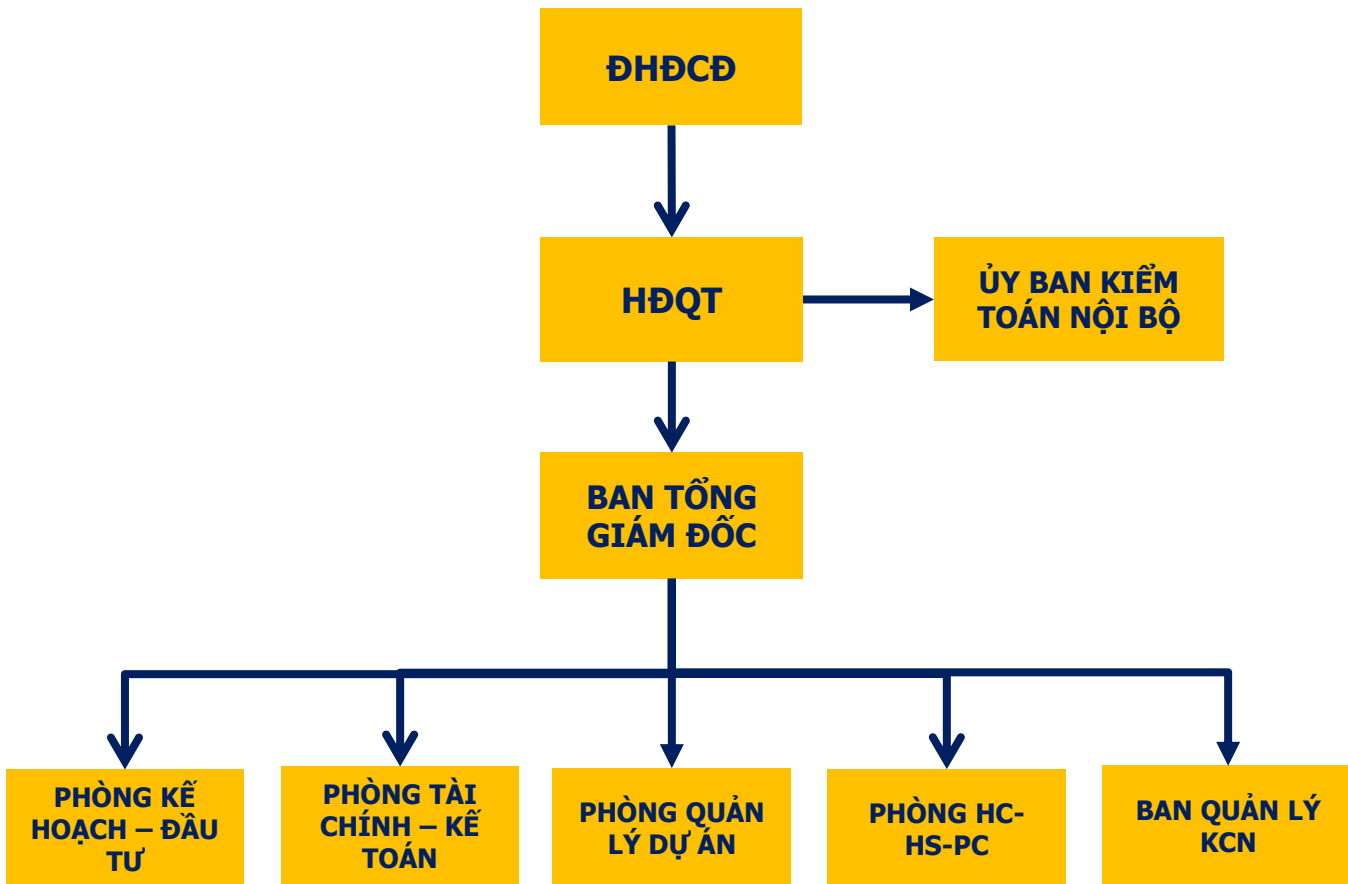 ĐHĐCĐ
HĐQT
ỦY BAN KIỂM
TOÁN NỘI BỘ
BAN TỔNG
GIÁM ĐỐC
PHÒNG KẾ
HOẠCH – ĐẦU
TƯ
PHÒNG TÀI
CHÍNH – KẾ
TOÁN
PHÒNG QUẢN
LÝ DỰ ÁN
PHÒNG HC-
HS-PC
BAN QUẢN LÝ
KCN